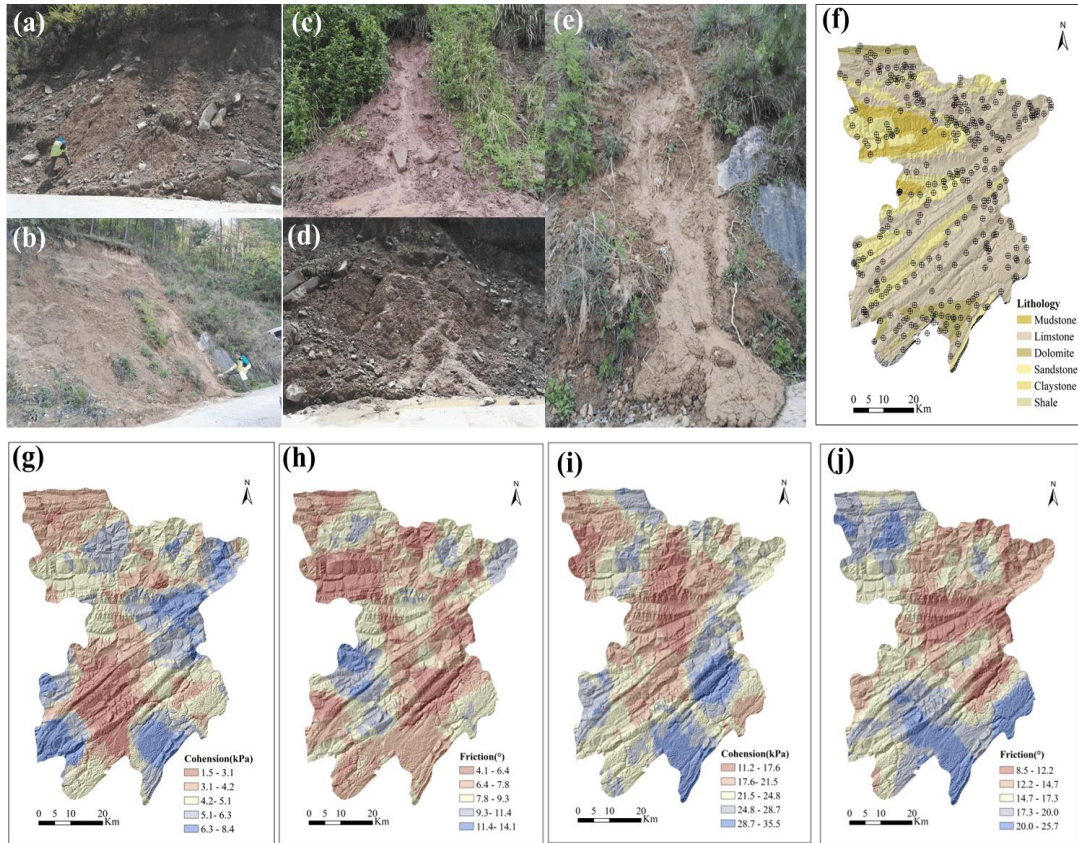 (a)
(b)
(c)
(d)
(e)
(f)
N
Lithology
Mudstone
Limstone
Dolomite
Sandstone
Claystone
Shale
0 5 10 20
Km
(g)
N
Cohension(kPa)
1.5 - 3.1
3.1 - 4.2
4.2- 5.1
5.1- 6.3
6.3- 8.4
0 5 10 20
Km
(h)
N
Friction(°)
4.1 - 6.4
6.4 - 7.8
7.8 - 9.3
9.3- 11.4
11.4- 14.1
0 5 10 20
Km
(i)
N
Cohension(kPa)
11.2 - 17.6
17.6- 21.5
21.5 - 24.8
24.8 - 28.7
28.7 - 35.5
0 5 10 20
Km
(j)
N
Friction(°)
8.5 - 12.2
12.2 - 14.7
14.7 - 17.3
17.3 - 20.0
20.0 - 25.7
0 5 10 20
Km